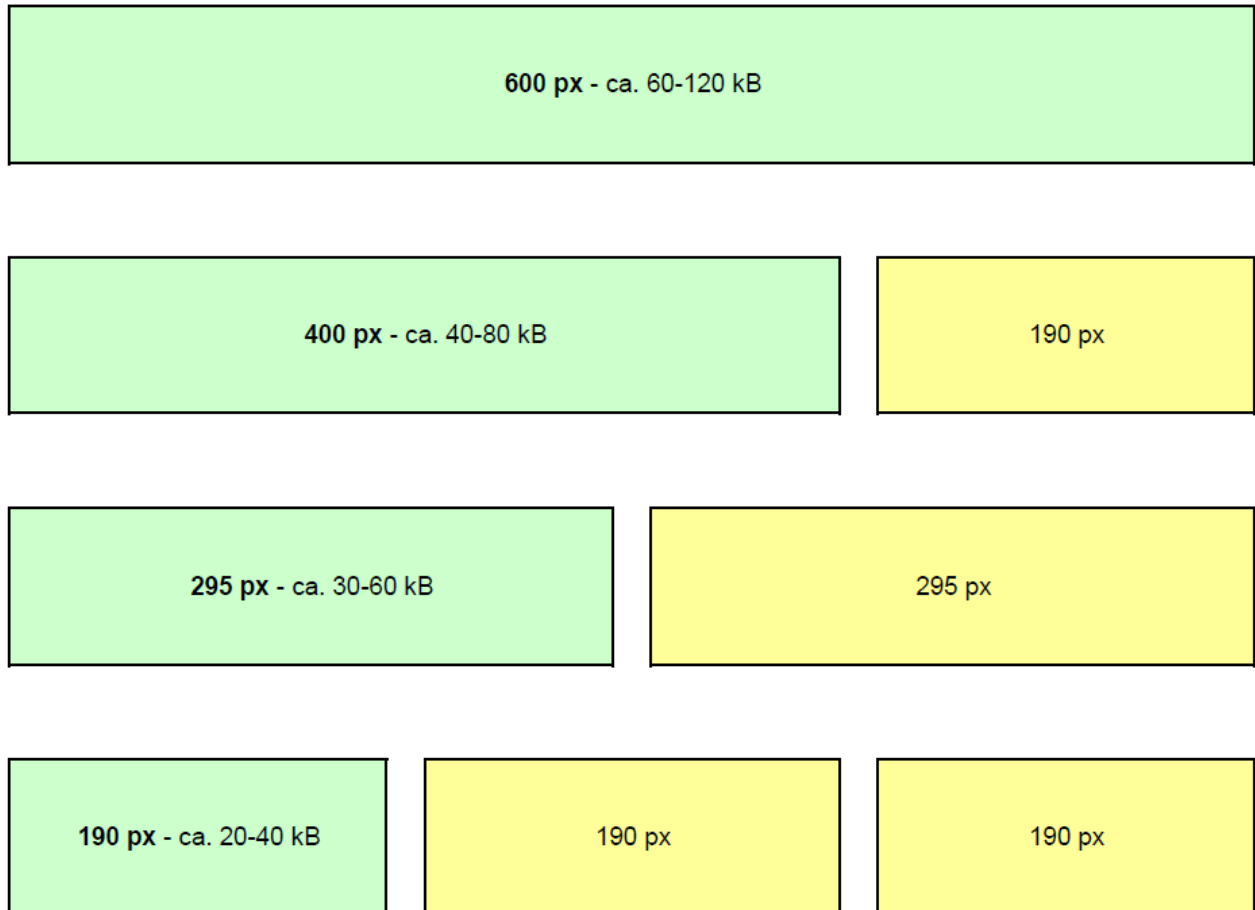 600 px - ca. 60-120 kB
400 px - ca. 40-80 kB
190 px
295 px - ca. 30-60 kB
295 px
190 px - ca. 20-40 kB
190 px
190 px